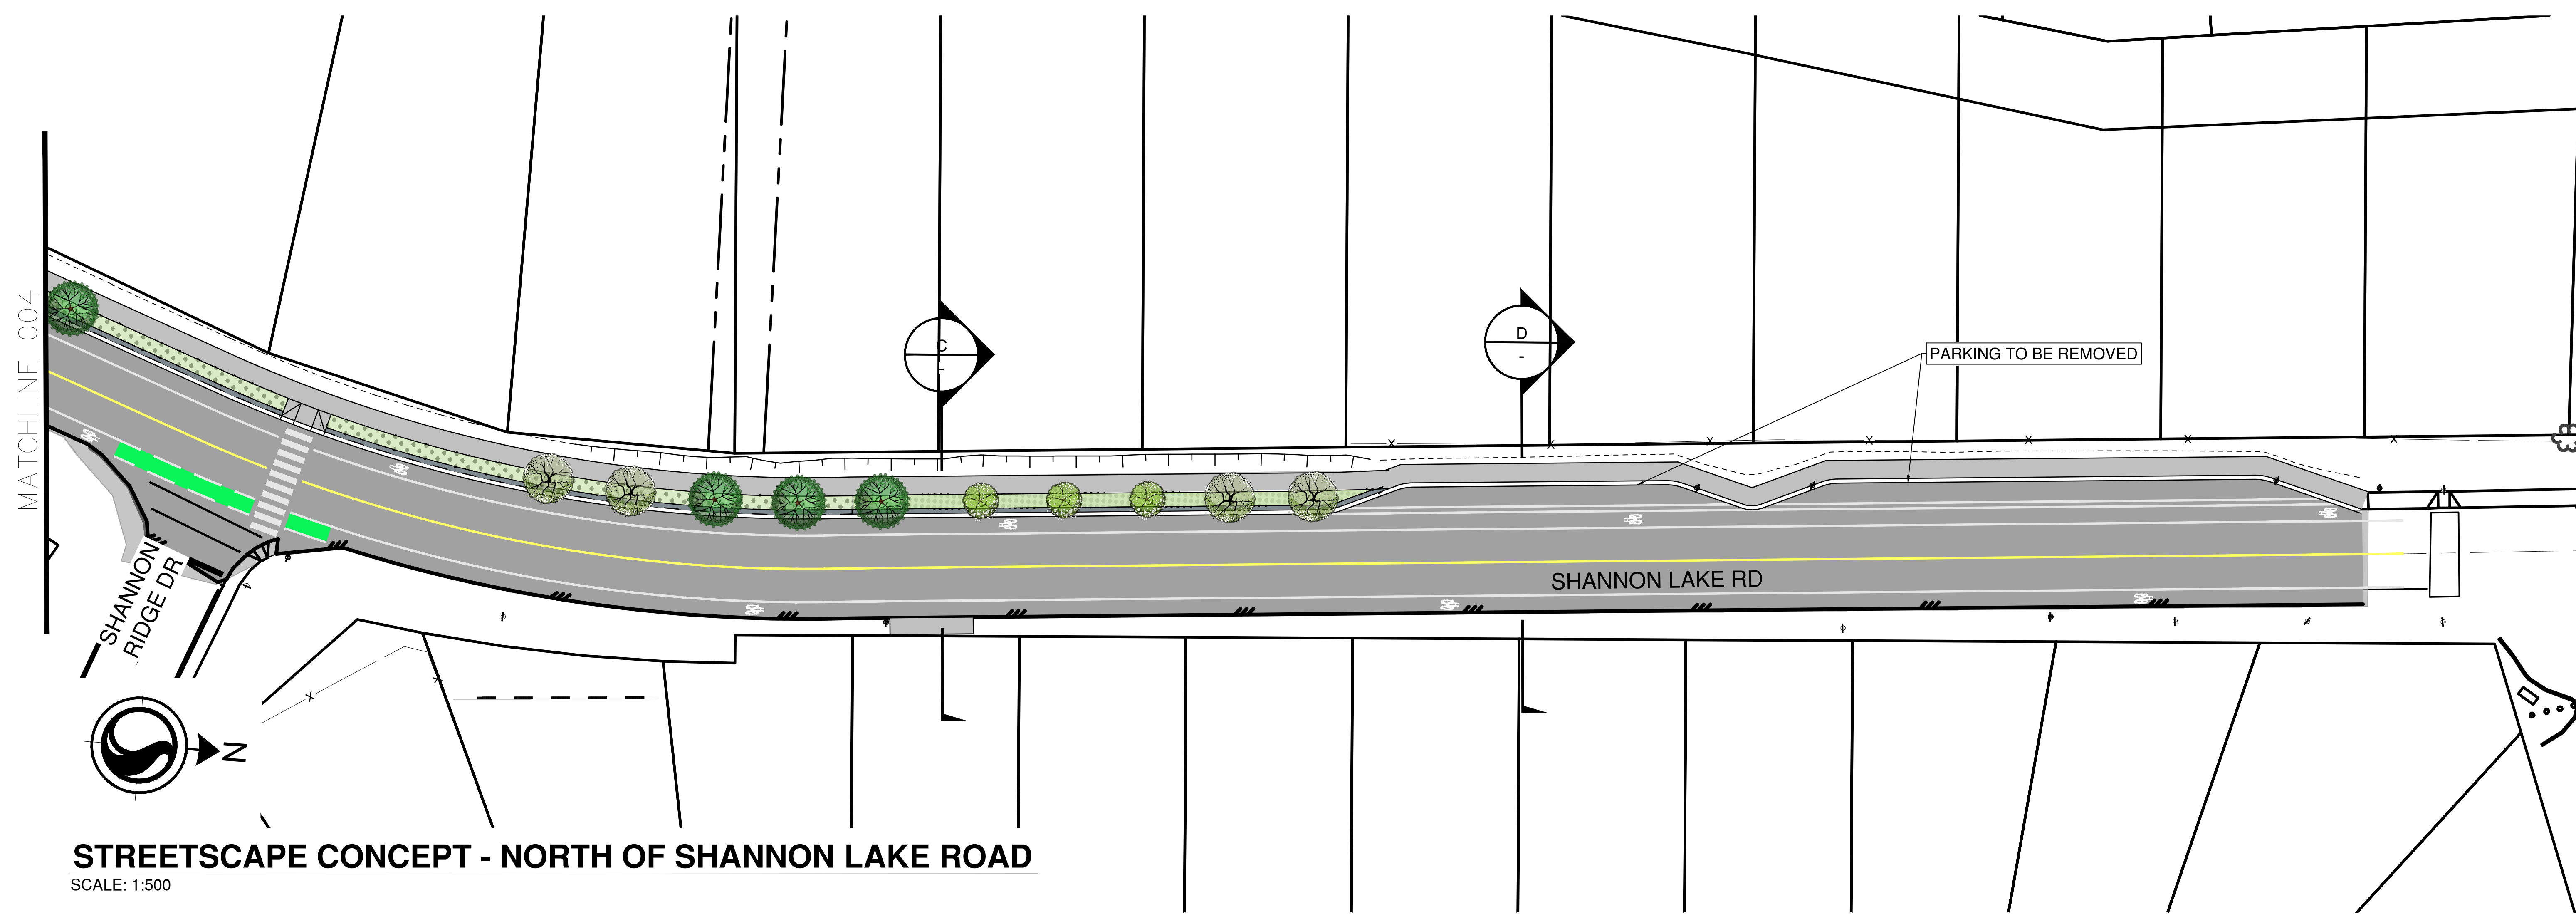 MATCHLINE 004
C
-
D
-
PARKING TO BE REMOVED
SHANNON LAKE RD
SHANNON
RIDGE DR
N
STREETSCAPE CONCEPT - NORTH OF SHANNON LAKE ROAD
SCALE: 1:500